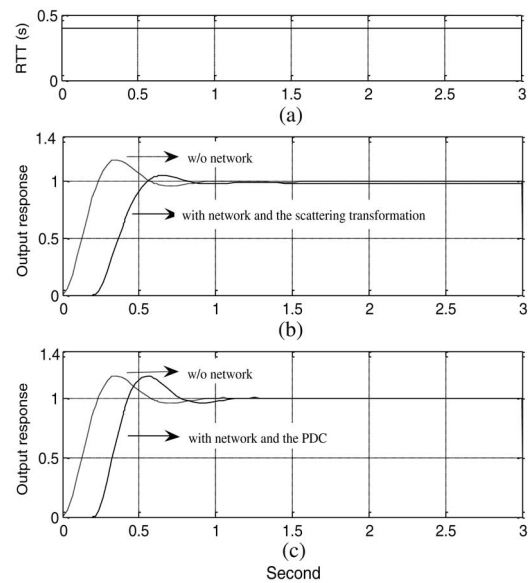 RTT (s)
0.5
0
0 0.5 1 1.5 2 2.5 3
(a)
Output response
1.4
1
0.5
0
w/o network
with network and the scattering transformation
0 0.5 1 1.5 2 2.5 3
(b)
Output response
1.4
1
0.5
0
w/o network
with network and the PDC
0 0.5 1 1.5 2 2.5 3
(c)
Second